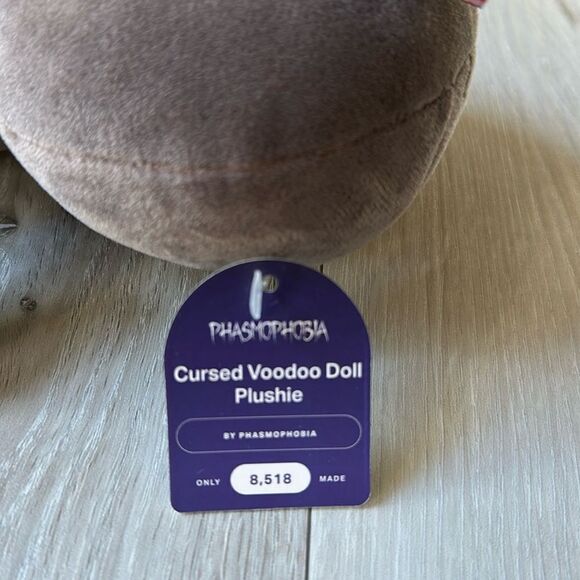 PHASMOPHOBIA
Cursed Voodoo Doll
Plushie
BY PHASMOPHOBIA
ONLY 8,518 MADE